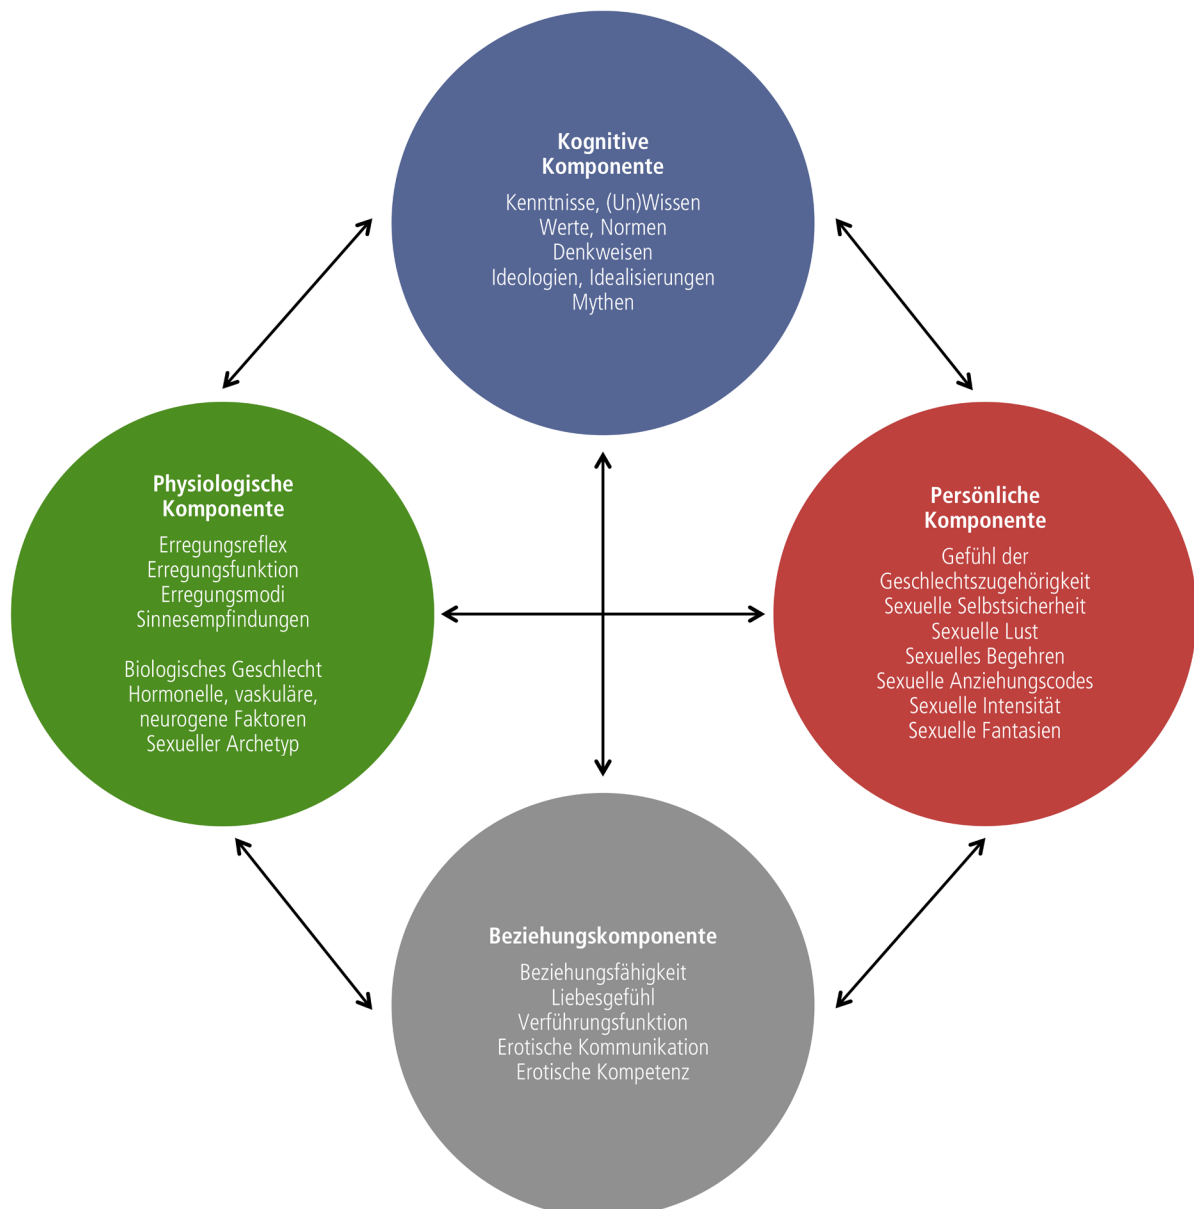 Kognitive
Komponente
Kenntnisse, (Un)Wissen
Werte, Normen
Denkweisen
Ideologien, Idealisierungen
Mythen
Physiologische
Komponente
Erregungsreflex
Erregungsfunktion
Erregungsmodi
Sinnesempfindungen
Biologisches Geschlecht
Hormonelle, vaskuläre,
neurogene Faktoren
Sexueller Archetyp
Persönliche
Komponente
Gefühl der
Geschlechtszugehörigkeit
Sexuelle Selbstsicherheit
Sexuelle Lust
Sexuelles Begehren
Sexuelle Anziehungscodes
Sexuelle Intensität
Sexuelle Fantasien
Beziehungskomponente
Beziehungsfähigkeit
Liebesgefühl
Verführungsfunktion
Erotische Kommunikation
Erotische Kompetenz